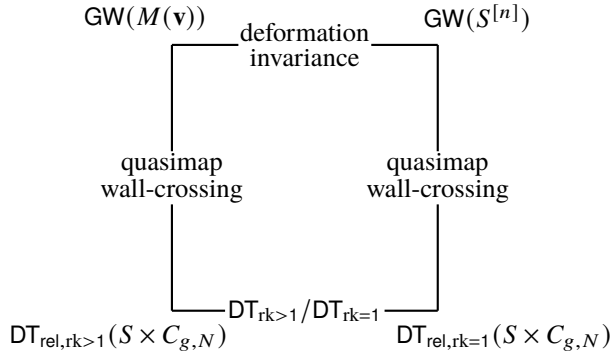 GW(M(v)) GW(S^{[n]})
deformation
invariance
quasimap quasimap
wall-crossing wall-crossing
DT_{rk>1}/DT_{rk=1}
DT_{rel,rk>1}(S × C_{g,N}) DT_{rel,rk=1}(S × C_{g,N})